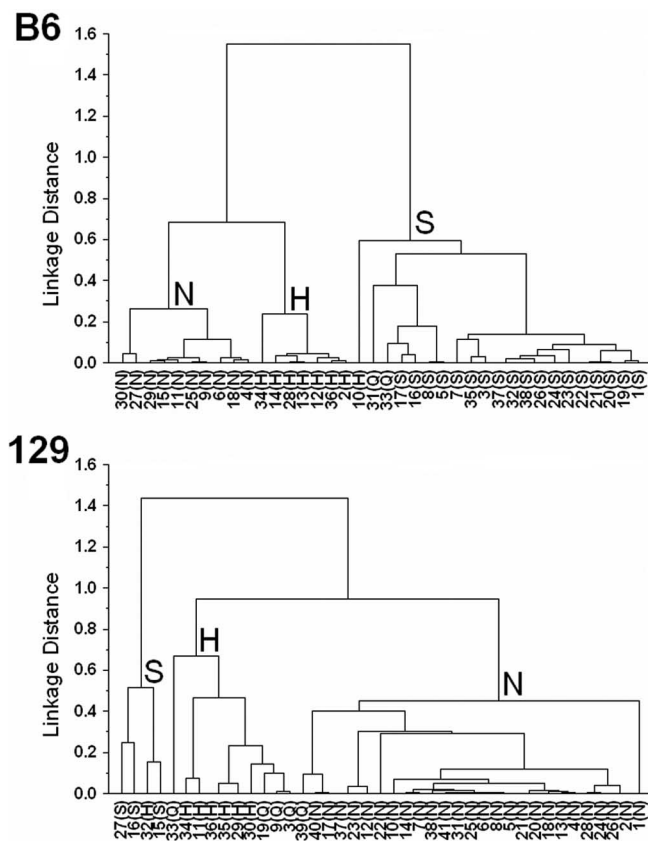 B6
1.6
1.4
1.2
1.0
0.8
0.6
0.4
0.2
0.0
Linkage Distance
S
N
H
30(N)
27(N)
29(N)
15(N)
11(N)
25(N)
9(N)
6(N)
18(N)
4(N)
34(H)
14(H)
28(H)
13(H)
12(H)
36(H)
2(H)
10(H)
31(Q)
33(Q)
17(S)
16(S)
8(S)
5(S)
7(S)
35(S)
3(S)
37(S)
32(S)
38(S)
26(S)
24(S)
23(S)
22(S)
21(S)
20(S)
19(S)
1(S)
129
1.6
1.4
1.2
1.0
0.8
0.6
0.4
0.2
0.0
Linkage Distance
H
S
N
27(S)
16(S)
32(H)
15(S)
33(Q)
34(H)
11(H)
36(H)
35(H)
29(H)
30(H)
19(Q)
9(Q)
3(Q)
39(Q)
40(N)
17(N)
37(N)
23(N)
12(N)
22(N)
10(N)
14(N)
7(N)
38(N)
41(N)
31(N)
25(N)
6(N)
8(N)
5(N)
21(N)
20(N)
18(N)
13(N)
4(N)
28(N)
24(N)
26(N)
2(N)
1(N)